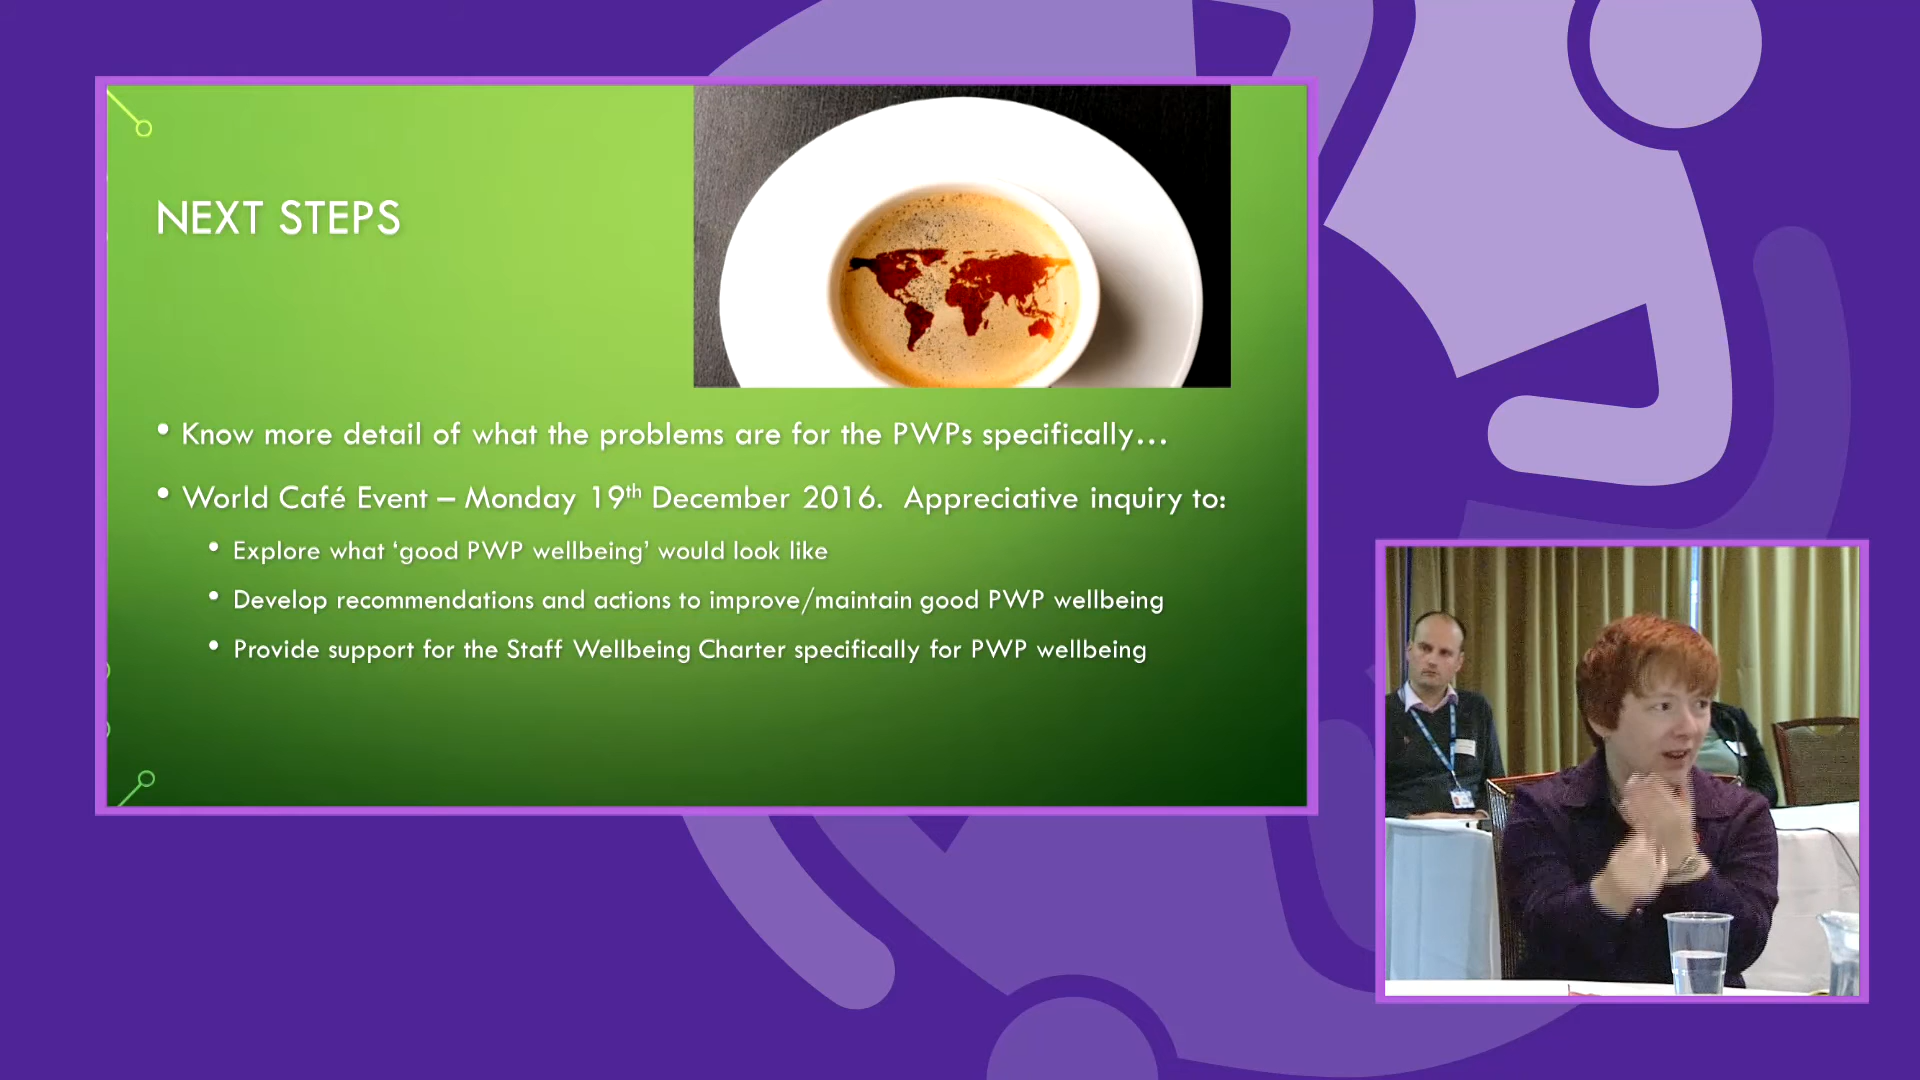 NEXT STEPS
• Know more detail of what the problems are for the PWPs specifically…
• World Café Event – Monday 19th December 2016.  Appreciative inquiry to:
• Explore what ‘good PWP wellbeing’ would look like
• Develop recommendations and actions to improve/maintain good PWP wellbeing
• Provide support for the Staff Wellbeing Charter specifically for PWP wellbeing